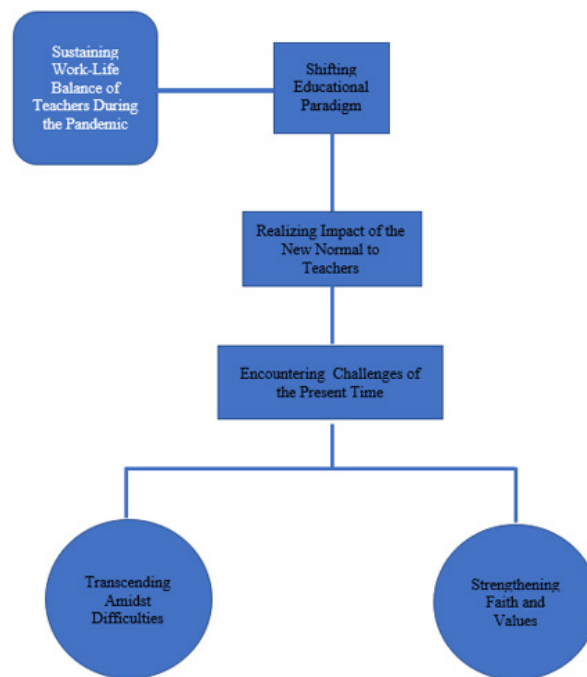 Sustaining
Work-Life
Balance of
Teachers During
the Pandemic
Shifting
Educational
Paradigm
Realizing Impact of the
New Normal to
Teachers
Encountering Challenges of
the Present Time
Transcending
Amidst
Difficulties
Strengthening
Faith and
Values